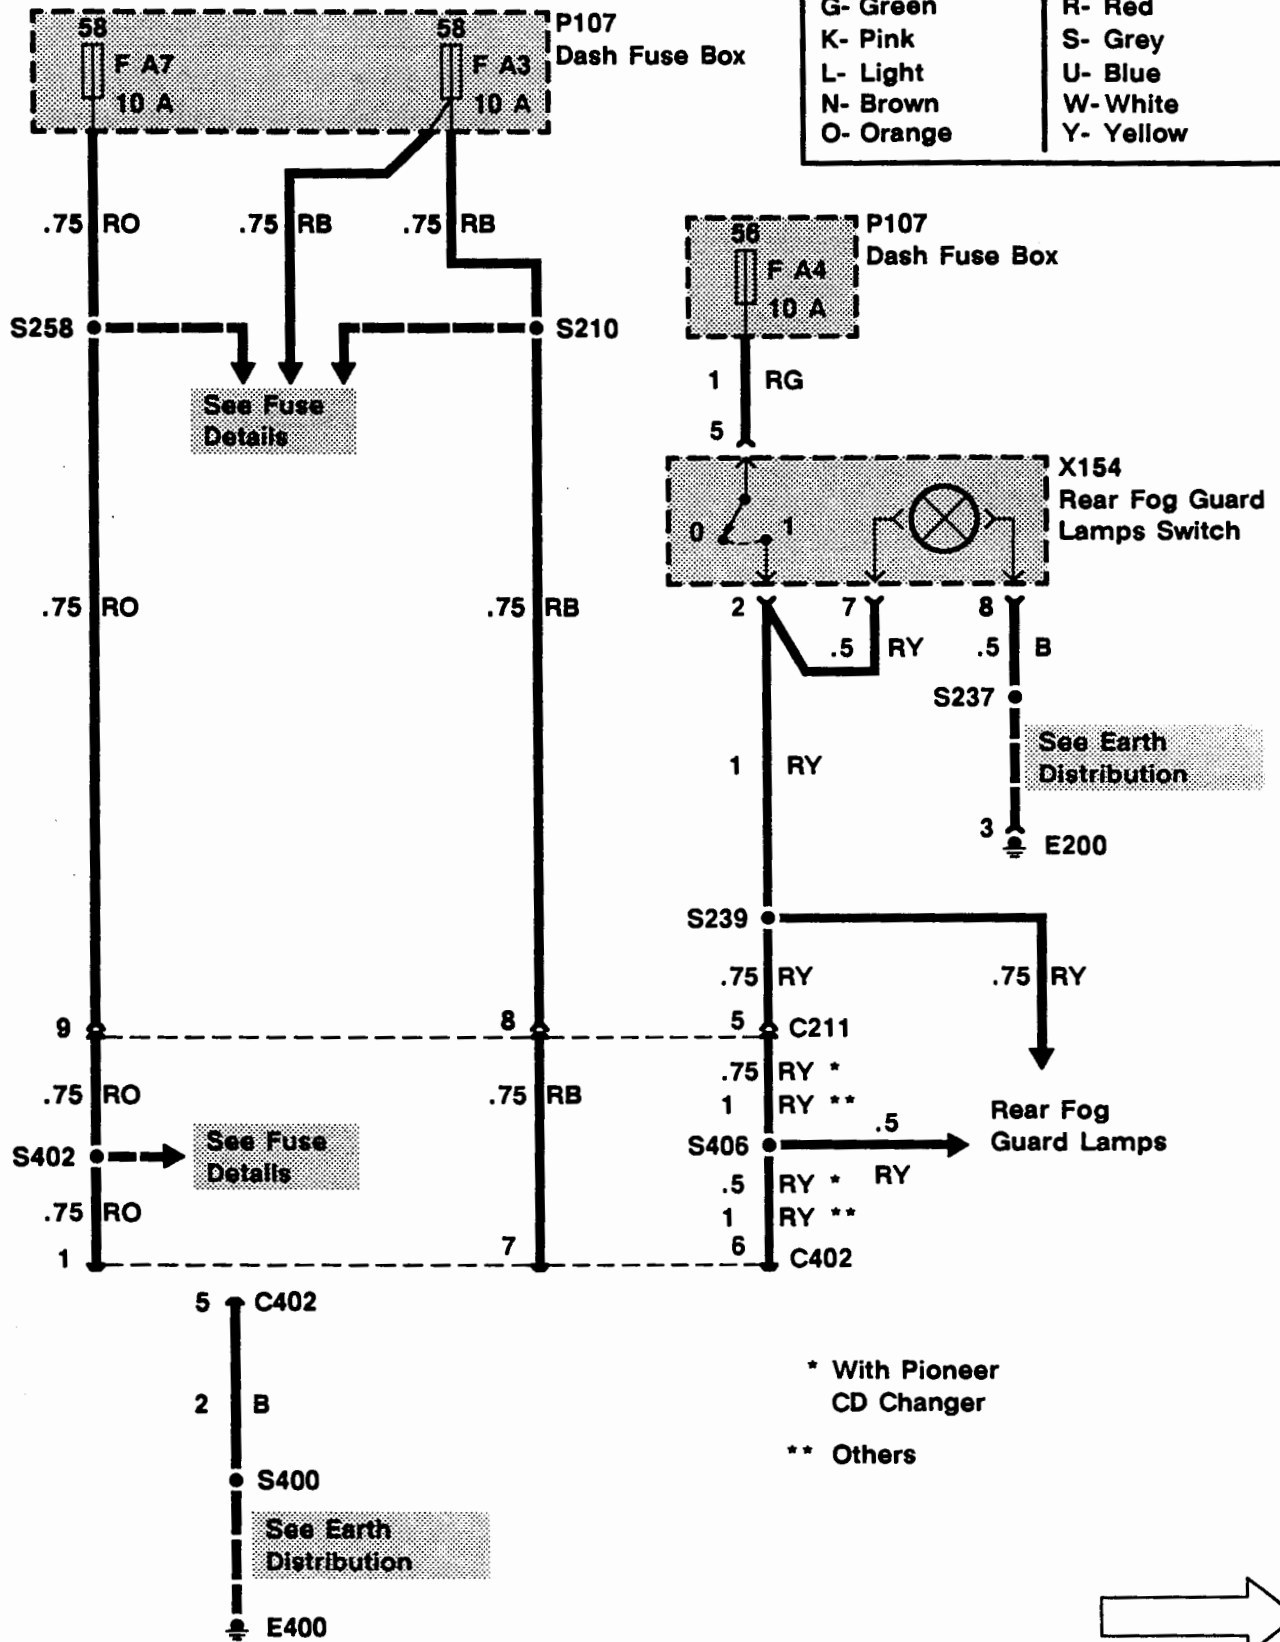 58
F A7
10 A
58
F A3
10 A
P107
Dash Fuse Box
G- Green
K- Pink
L- Light
N- Brown
O- Orange
R- Red
S- Grey
U- Blue
W- White
Y- Yellow
.75 RO
.75 RB
.75 RB
56
F A4
10 A
P107
Dash Fuse Box
S258
S210
See Fuse
Details
1 RG
5
X154
Rear Fog Guard
Lamps Switch
0
1
.75 RO
.75 RB
2
7
8
.5 RY
.5 B
S237
See Earth
Distribution
1 RY
3
E200
S239
.75 RY
.75 RY
9
8
5
C211
.75 RO
.75 RB
.75 RY *
1 RY **
Rear Fog
Guard Lamps
S402
See Fuse
Details
S406
.5
RY
.75 RO
.5 RY *
1 RY **
1
7
6
C402
5
C402
2 B
* With Pioneer
CD Changer
** Others
S400
See Earth
Distribution
E400